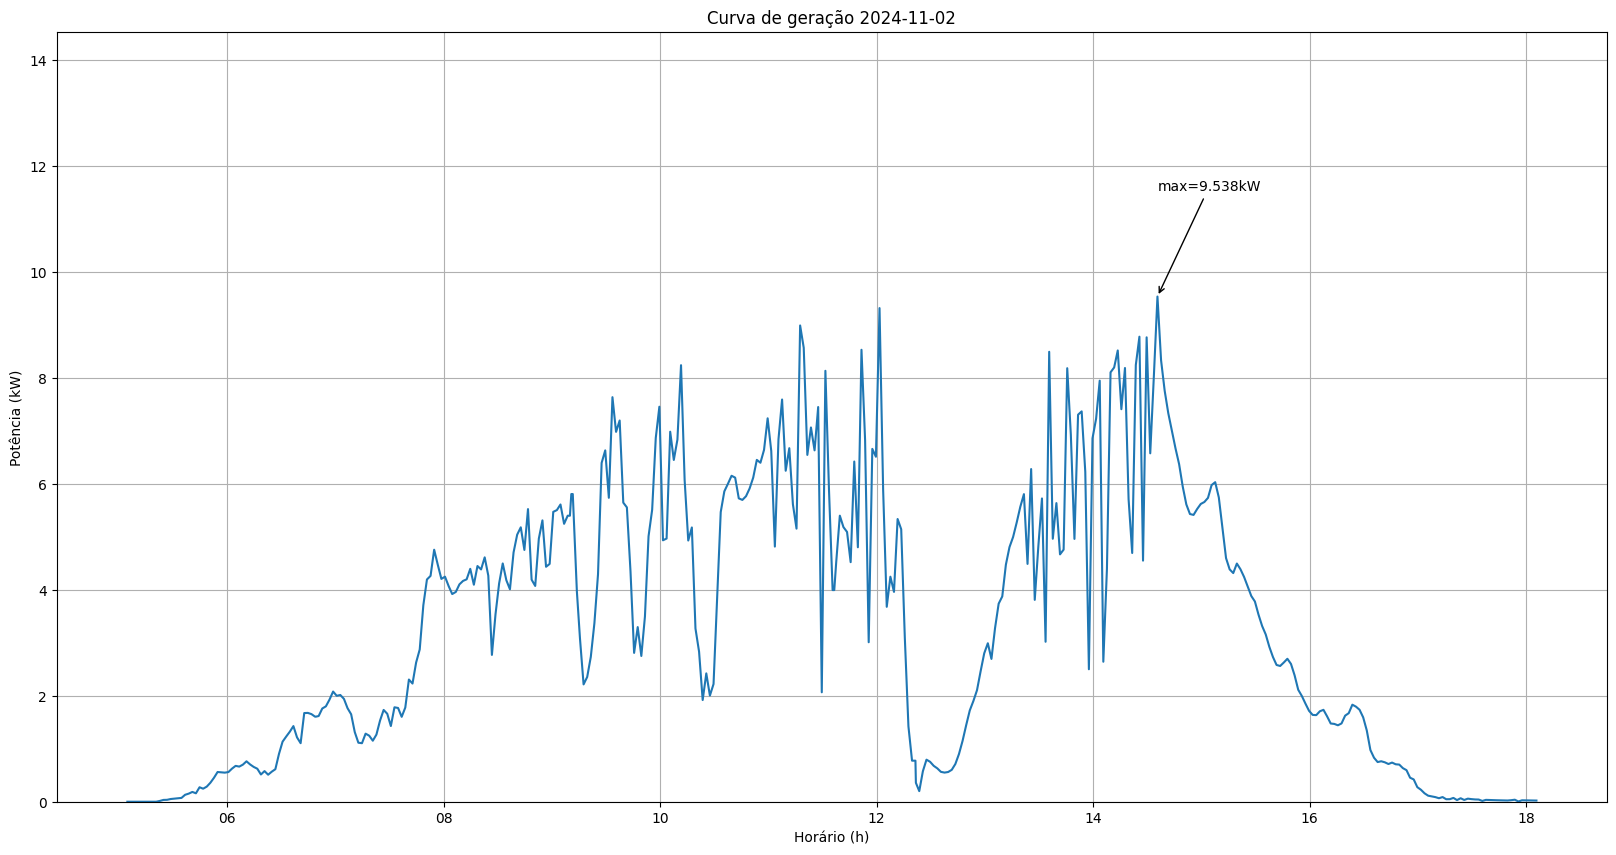 Curva de geração 2024-11-02
14
12
10
8
6
4
2
0
Potência (kW)
max=9.538kW
06 08 10 12 14 16 18
Horário (h)